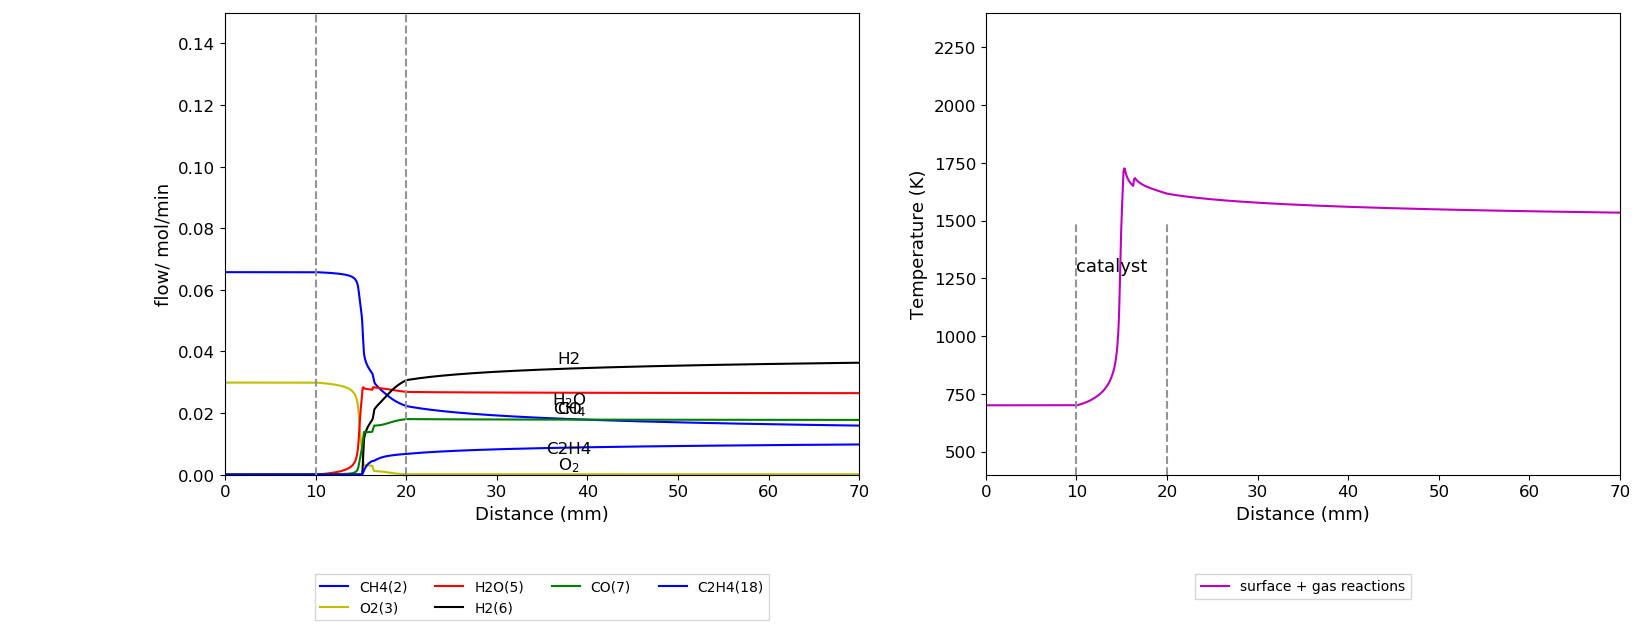 flow/ mol/min
0.14
0.12
0.10
0.08
0.06
0.04
0.02
0.00
0 10 20 30 40 50 60 70
Distance (mm)
H2
H₂O
CO
CH₄
C2H4
O₂
CH4(2) H2O(5) CO(7) C2H4(18)
O2(3) H2(6)
Temperature (K)
2250
2000
1750
1500
1250
1000
750
500
0 10 20 30 40 50 60 70
Distance (mm)
catalyst
surface + gas reactions